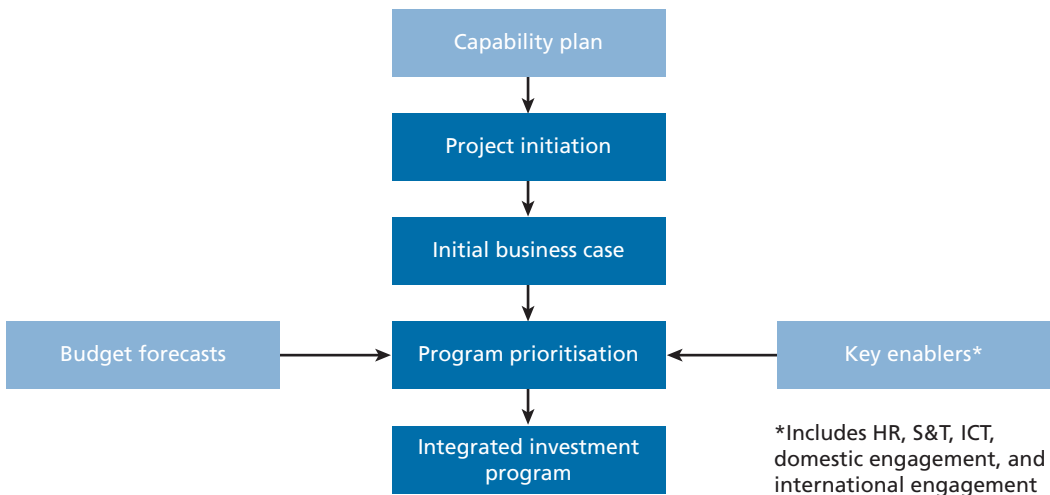 Capability plan
Project initiation
Initial business case
Budget forecasts
Program prioritisation
Key enablers*
Integrated investment
program
*Includes HR, S&T, ICT,
domestic engagement, and
international engagement